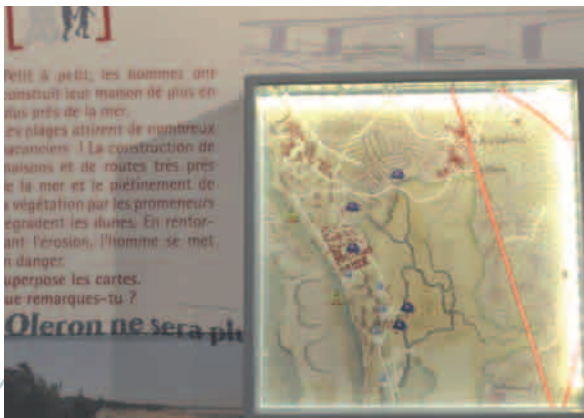 Petit à petit, les hommes ont
construit leur maison de plus en
plus près de la mer.
Les plages attirent de nombreux
vacanciers ! La construction de
maisons et de routes très près
de la mer et le piétinement de
la végétation par les promeneurs
dégradent les dunes. En renfor-
çant l'érosion, l'homme se met
en danger.
Superpose les cartes.
Que remarques-tu ?
Oleron ne sera plu